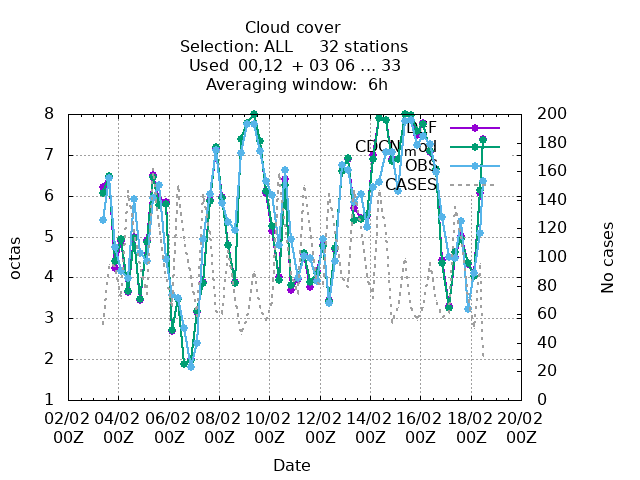 Cloud cover
Selection: ALL 32 stations
Used 00,12 + 03 06 ... 33
Averaging window: 6h
8
7
6
5
4
3
2
1
octas
200
180
160
140
120
100
80
60
40
20
0
No cases
CDCN_mod
OBS
CASES
02/02 04/02 06/02 08/02 10/02 12/02 14/02 16/02 18/02 20/02
00Z 00Z 00Z 00Z 00Z 00Z 00Z 00Z 00Z 00Z
Date